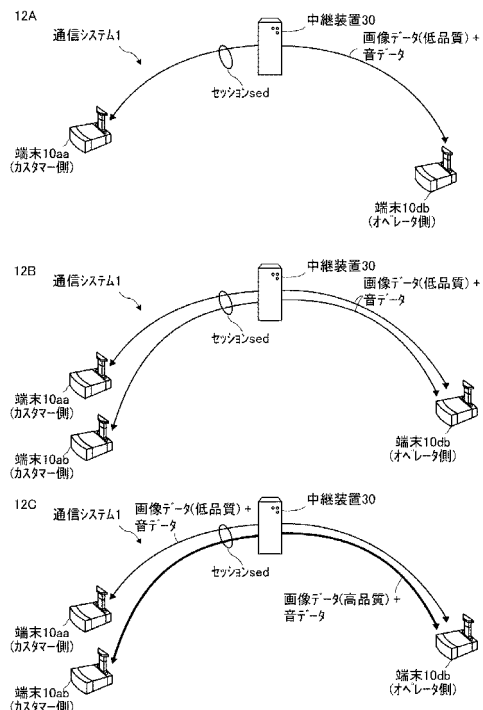 12A
通信システム1
中継装置30
画像データ(低品質) +
音データ
セッションsed
端末10aa
(カスタマー側)
端末10db
(オペレータ側)
12B
通信システム1
中継装置30
画像データ(低品質) +
音データ
セッションsed
端末10aa
(カスタマー側)
端末10ab
(カスタマー側)
端末10db
(オペレータ側)
12C
通信システム1
画像データ(低品質) +
音データ
中継装置30
セッションsed
画像データ(高品質) +
音データ
端末10aa
(カスタマー側)
端末10ab
(カスタマー側)
端末10db
(オペレータ側)